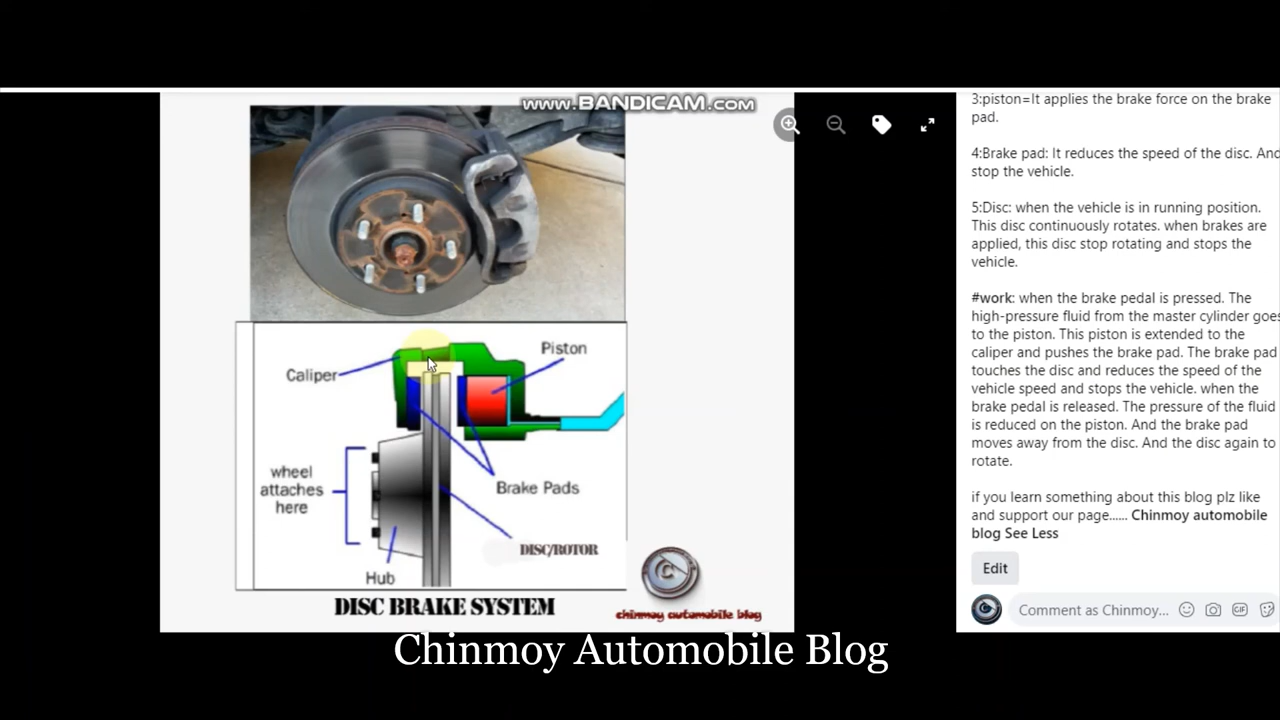 www.BANDICAM.com
Caliper
Piston
wheel
attaches
here
Brake Pads
DISC/ROTOR
Hub
DISC BRAKE SYSTEM
C
chinmoy automobile blog
3:piston=It applies the brake force on the brake
pad.
4:Brake pad: It reduces the speed of the disc. And
stop the vehicle.
5:Disc: when the vehicle is in running position.
This disc continuously rotates. when brakes are
applied, this disc stop rotating and stops the
vehicle.
#work: when the brake pedal is pressed. The
high-pressure fluid from the master cylinder goes
to the piston. This piston is extended to the
caliper and pushes the brake pad. The brake pad
touches the disc and reduces the speed of the
vehicle speed and stops the vehicle. when the
brake pedal is released. The pressure of the fluid
is reduced on the piston. And the brake pad
moves away from the disc. And the disc again to
rotate.
if you learn something about this blog plz like
and support our page...... Chinmoy automobile
blog See Less
Edit
Comment as Chinmoy...
GIF
Chinmoy Automobile Blog